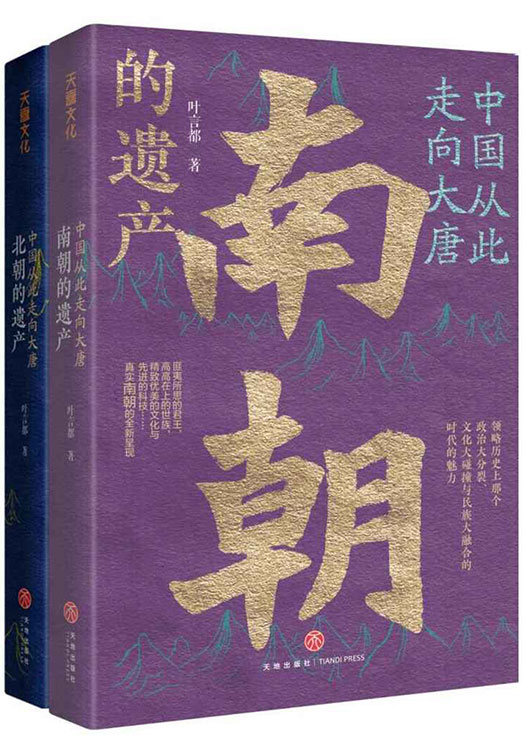 中国从此
走向大唐
南朝
的遗产
叶言都 著
匪夷所思的君王、
高高在上的世族、
精致优美的文化与
先进的科技……
真实南朝的全新呈现
领略历史上那个
政治大分裂、
文化大碰撞与民族大融合的
时代的魅力
天地出版社 | TIANDI PRESS
天喜文化
中国从此走向大唐
南朝的遗产
叶言都 著
天地出版社
天喜文化
中国从此走向大唐
北朝的遗产
叶言都 著